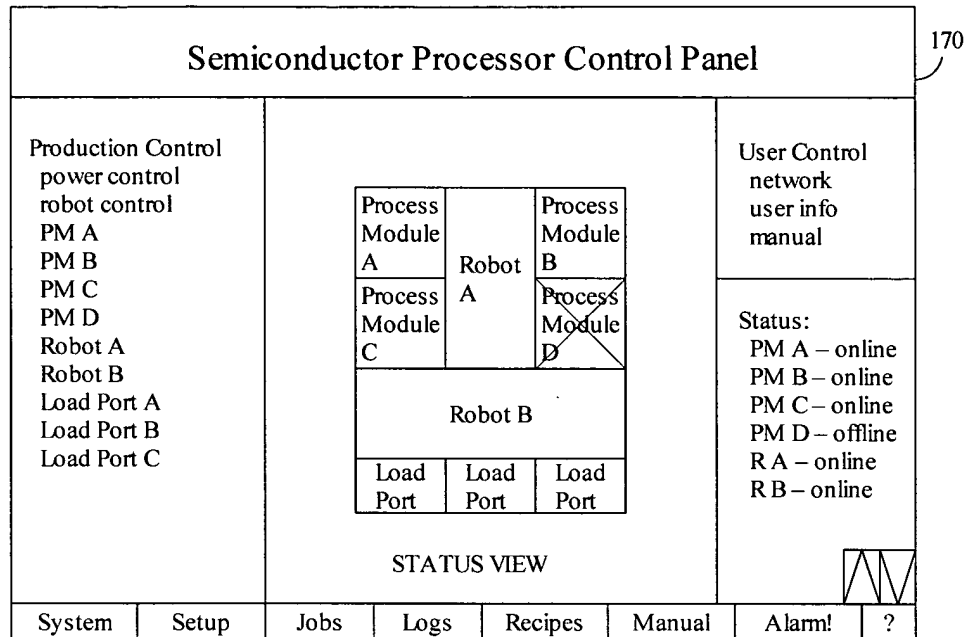 Semiconductor Processor Control Panel
170
Production Control
power control
robot control
PM A
PM B
PM C
PM D
Robot A
Robot B
Load Port A
Load Port B
Load Port C
Process
Module
A
Robot
A
Process
Module
B
Process
Module
C
Process
Module
D
Robot B
Load
Port
Load
Port
Load
Port
STATUS VIEW
User Control
network
user info
manual
Status:
PM A – online
PM B – online
PM C – online
PM D – offline
R A – online
R B – online
System
Setup
Jobs
Logs
Recipes
Manual
Alarm!
?